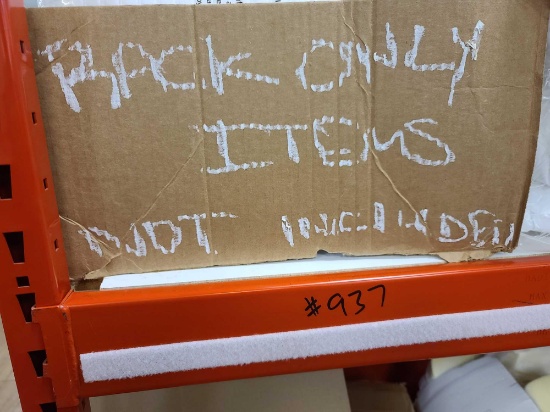 RACK ONLY
ITEMS
NOT INCLUDED
#937